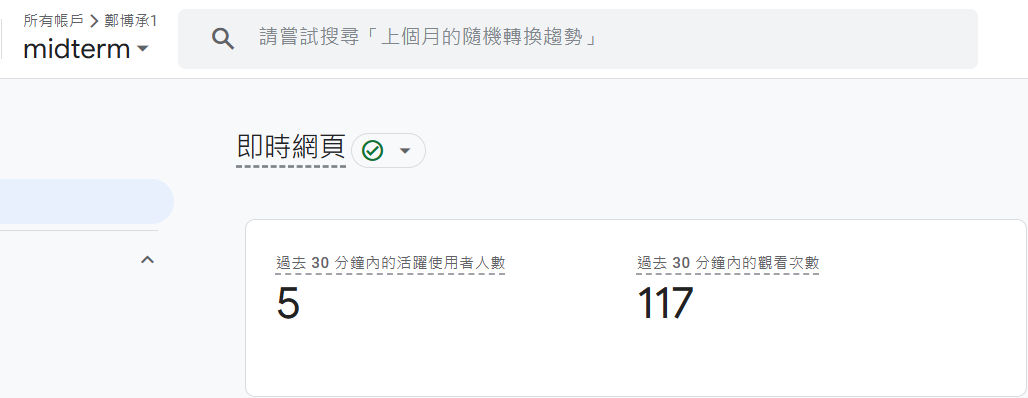 所有帳戶 > 鄭博承1
midterm
請嘗試搜尋「上個月的隨機轉換趨勢」
即時網頁
過去 30 分鐘內的活躍使用者人數
5
過去 30 分鐘內的觀看次數
117